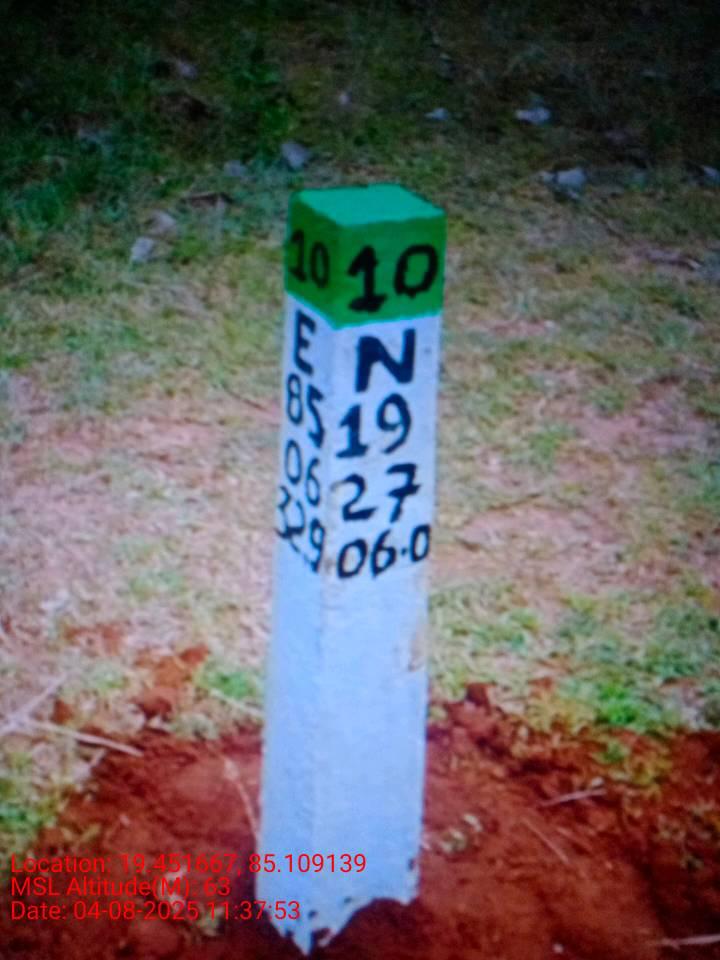 10
E
85
06
329
10
N
19
27
06.0
Location: 19.451667, 85.109139
MSL Altitude(M): 63
Date: 04-08-2025 11:37:53